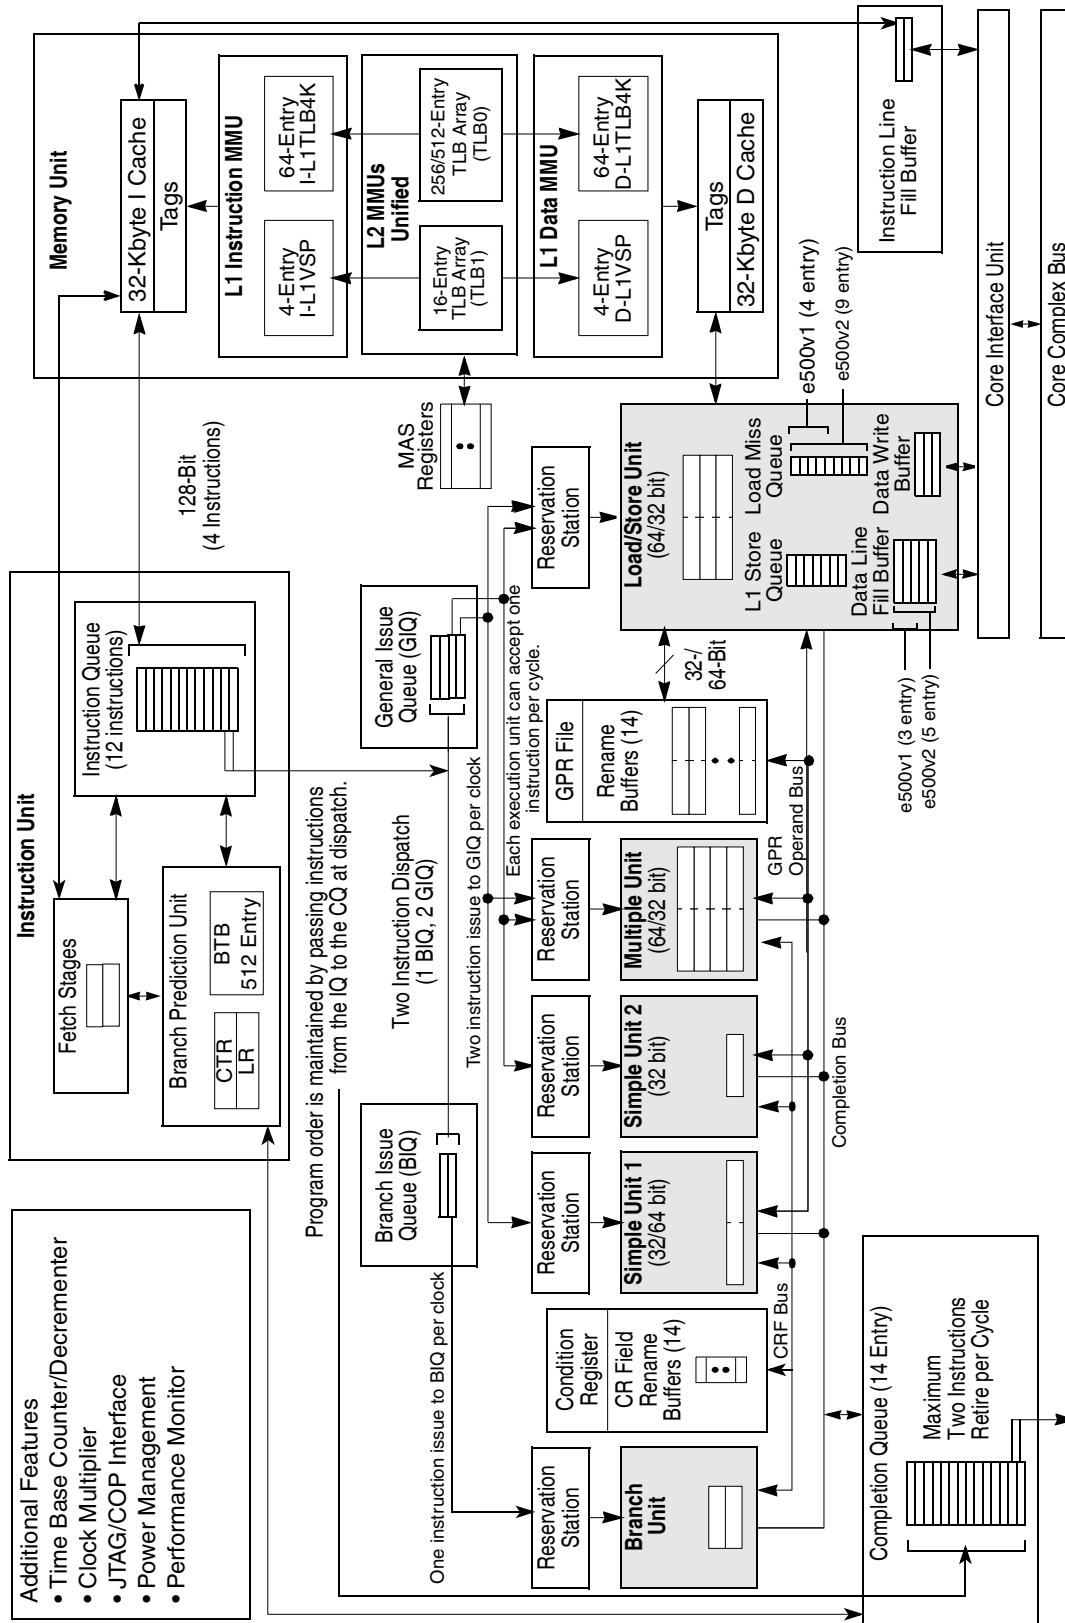 Additional Features
• Time Base Counter/Decrementer
• Clock Multiplier
• JTAG/COP Interface
• Power Management
• Performance Monitor
Instruction Unit
Fetch Stages
Branch Prediction Unit
CTR
LR
BTB
512 Entry
Instruction Queue
(12 instructions)
128-Bit
(4 Instructions)
Memory Unit
32-Kbyte I Cache
Tags
L1 Instruction MMU
4-Entry
I-L1VSP
64-Entry
I-L1TLB4K
L2 MMUs
Unified
16-Entry
TLB Array
(TLB1)
256/512-Entry
TLB Array
(TLB0)
L1 Data MMU
4-Entry
D-L1VSP
64-Entry
D-L1TLB4K
Tags
32-Kbyte D Cache
MAS
Registers
Program order is maintained by passing instructions
from the IQ to the CQ at dispatch.
Branch Issue
Queue (BIQ)
Two Instruction Dispatch
(1 BIQ, 2 GIQ)
General Issue
Queue (GIQ)
One instruction issue to BIQ per clock
Two instruction issue to GIQ per clock
Each execution unit can accept one
instruction per cycle.
Reservation
Station
Reservation
Station
Reservation
Station
Reservation
Station
Reservation
Station
Branch
Unit
Condition
Register
CR Field
Rename
Buffers (14)
CRF Bus
Simple Unit 1
(32/64 bit)
Simple Unit 2
(32 bit)
Multiple Unit
(64/32 bit)
GPR File
Rename
Buffers (14)
GPR
Operand Bus
Completion Bus
32-/
64-Bit
Load/Store Unit
(64/32 bit)
L1 Store
Queue
Load Miss
Queue
Data Line
Fill Buffer
Data Write
Buffer
e500v1 (4 entry)
e500v2 (9 entry)
e500v1 (3 entry)
e500v2 (5 entry)
Instruction Line
Fill Buffer
Completion Queue (14 Entry)
Maximum
Two Instructions
Retire per Cycle
Core Interface Unit
Core Complex Bus